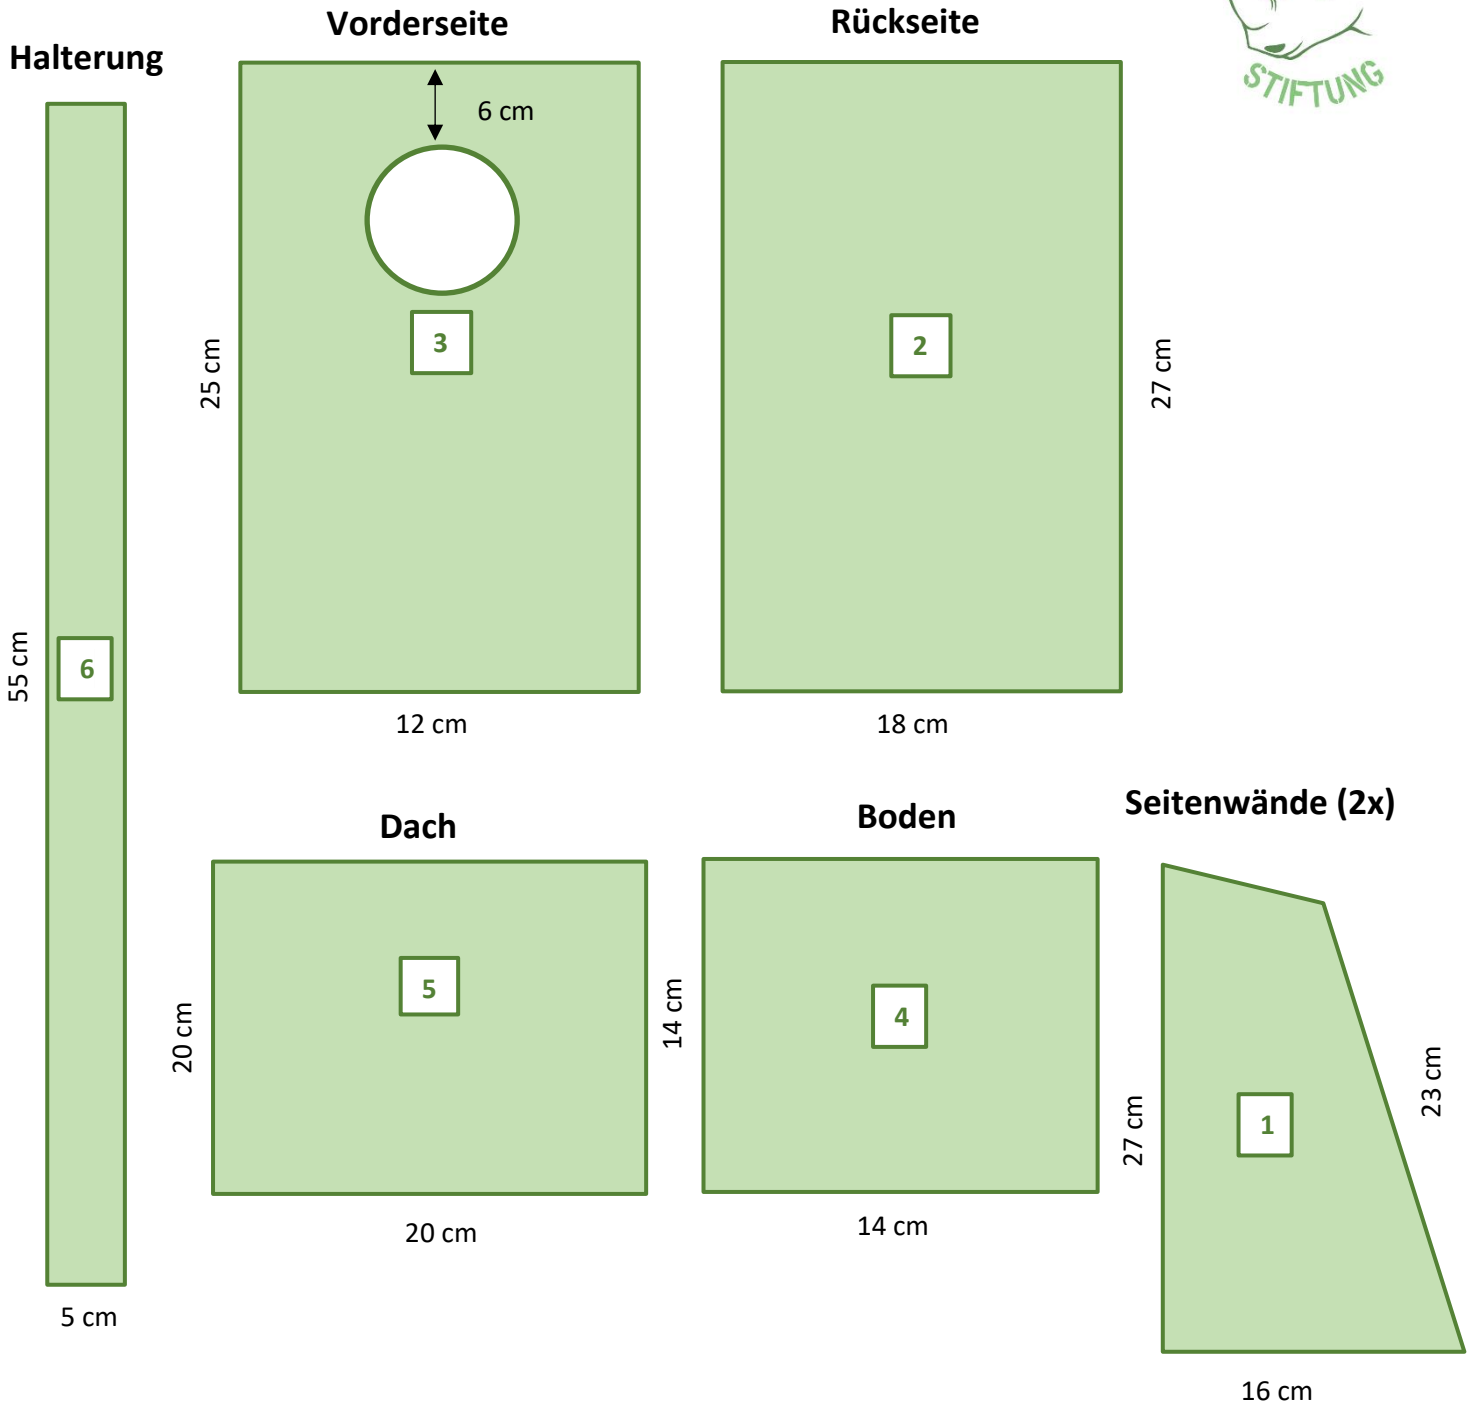 Vorderseite
Rückseite
Halterung
STIFTUNG
6 cm
3
2
25 cm
27 cm
6
55 cm
12 cm
18 cm
Dach
Boden
Seitenwände (2x)
5
4
20 cm
14 cm
1
27 cm
23 cm
20 cm
14 cm
5 cm
16 cm